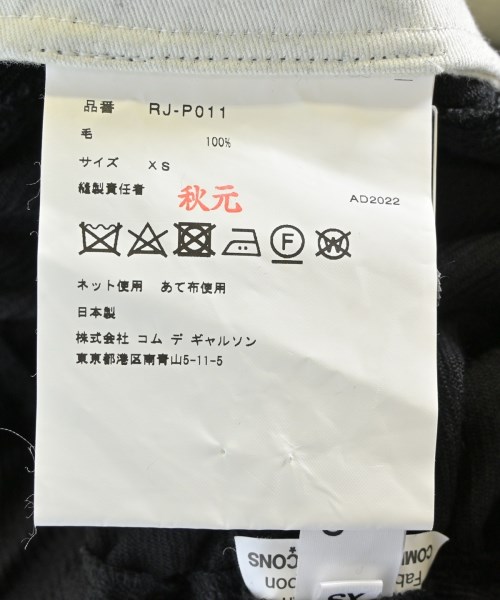 品番 RJ-P011
毛 100%
サイズ XS
縫製責任者 秋元 AD2022
F W
ネット使用 あて布使用
日本製
株式会社 コム デ ギャルソン
東京都港区南青山5-11-5
XS